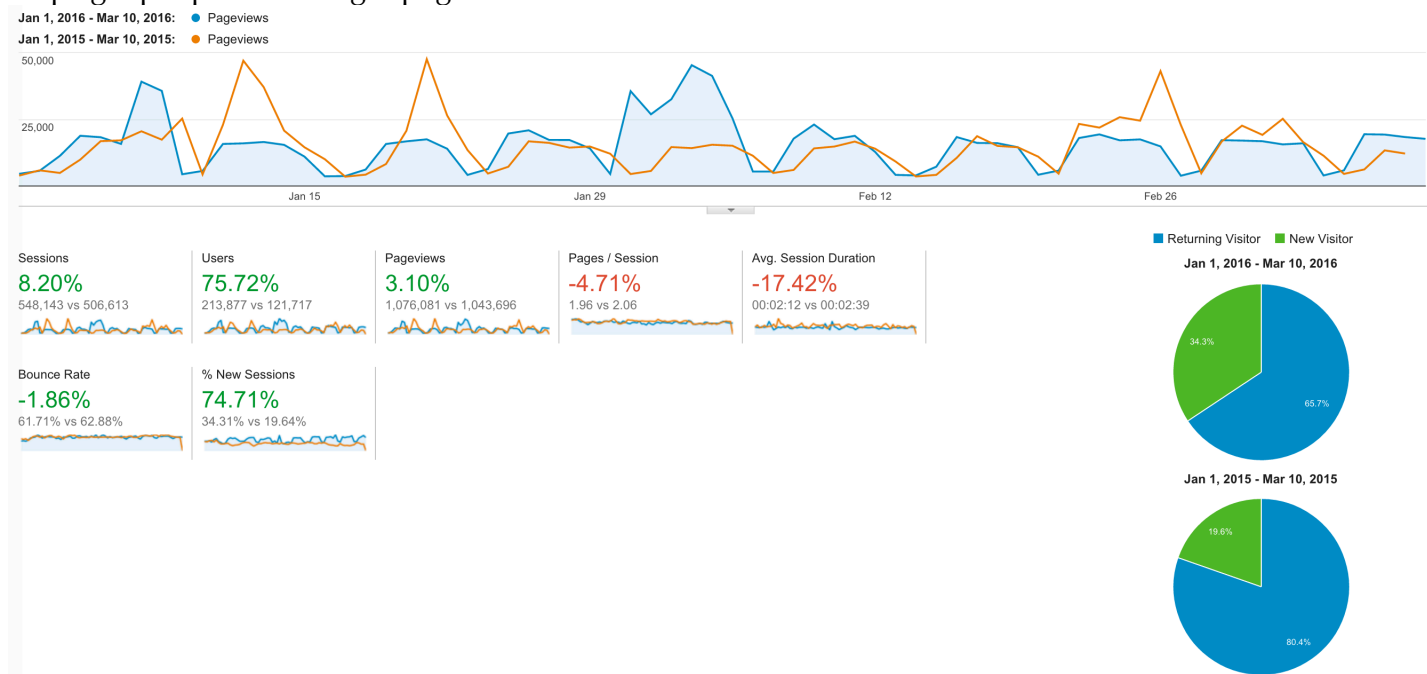 Jan 1, 2016 - Mar 10, 2016: Pageviews
Jan 1, 2015 - Mar 10, 2015: Pageviews
50,000
25,000
Jan 15 Jan 29 Feb 12 Feb 26
Returning Visitor New Visitor
Jan 1, 2016 - Mar 10, 2016
34.3%
65.7%
Jan 1, 2015 - Mar 10, 2015
19.6%
80.4%
Sessions
8.20%
548,143 vs 506,613
Users
75.72%
213,877 vs 121,717
Pageviews
3.10%
1,076,081 vs 1,043,696
Pages / Session
-4.71%
1.96 vs 2.06
Avg. Session Duration
-17.42%
00:02:12 vs 00:02:39
Bounce Rate
-1.86%
61.71% vs 62.88%
% New Sessions
74.71%
34.31% vs 19.64%